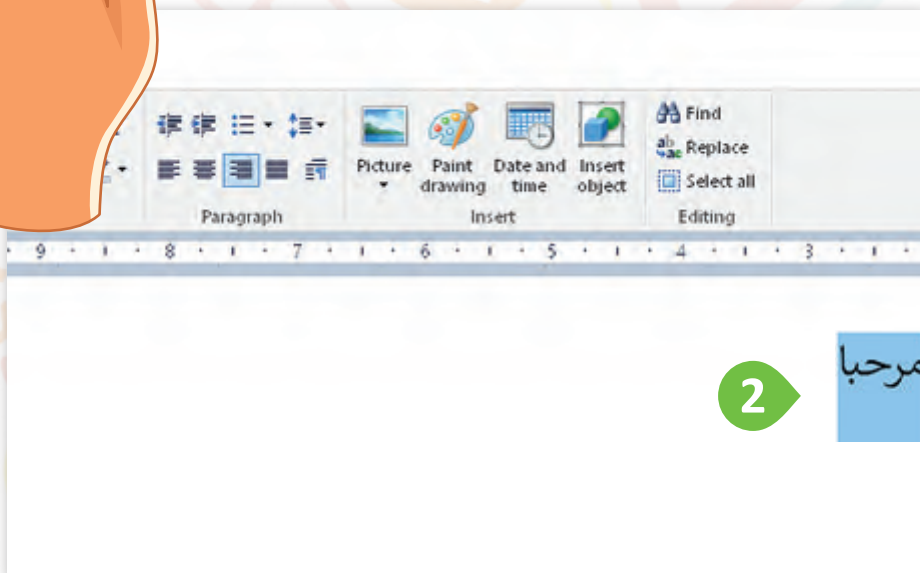 Find
Replace
Select all
Picture Paint drawing Date and time Insert object
Paragraph Insert Editing
9 8 7 6 5 4 3
مرحبا
2